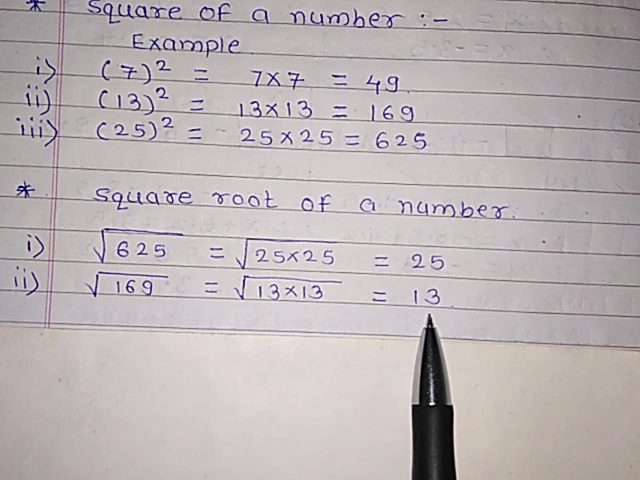 * Square of a number :-
Example
i) (7)² = 7×7 = 49
ii) (13)² = 13×13 = 169
iii) (25)² = 25×25 = 625
* square root of a number:
i) √625 = √25×25 = 25
ii) √169 = √13×13 = 13